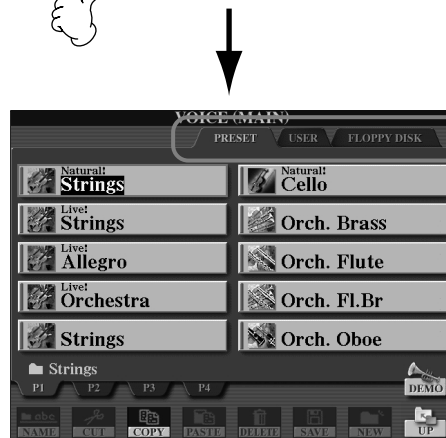 VOICE (MAIN)
PRESET USER FLOPPY DISK
Natural!
Strings
Natural!
Cello
Live!
Strings
Orch. Brass
Live!
Allegro
Orch. Flute
Live!
Orchestra
Orch. Fl.Br
Strings
Orch. Oboe
Strings
P1 P2 P3 P4
DEMO
abc
NAME CUT COPY PASTE DELETE SAVE NEW UP